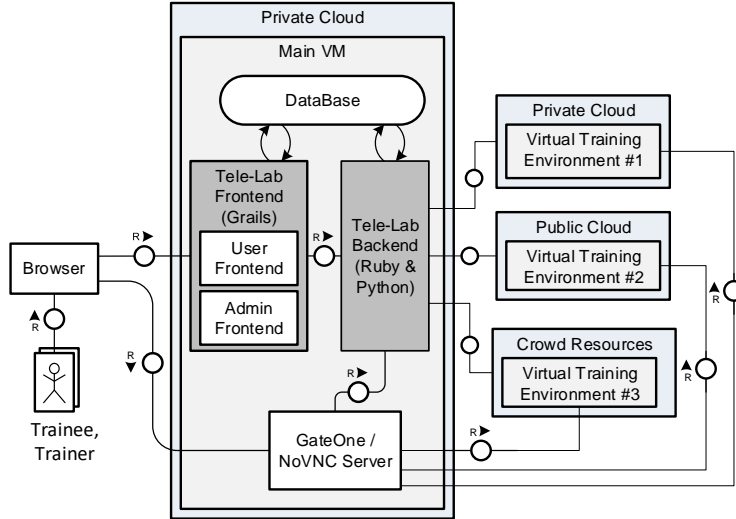 Private Cloud
Main VM
DataBase
Private Cloud
Virtual Training
Environment #1
Tele-Lab
Frontend
(Grails)
User
Frontend
Admin
Frontend
Tele-Lab
Backend
(Ruby &
Python)
Public Cloud
Virtual Training
Environment #2
R
R
Browser
R
R
R
R
Crowd Resources
Virtual Training
Environment #3
R
Trainee,
Trainer
GateOne /
NoVNC Server
R